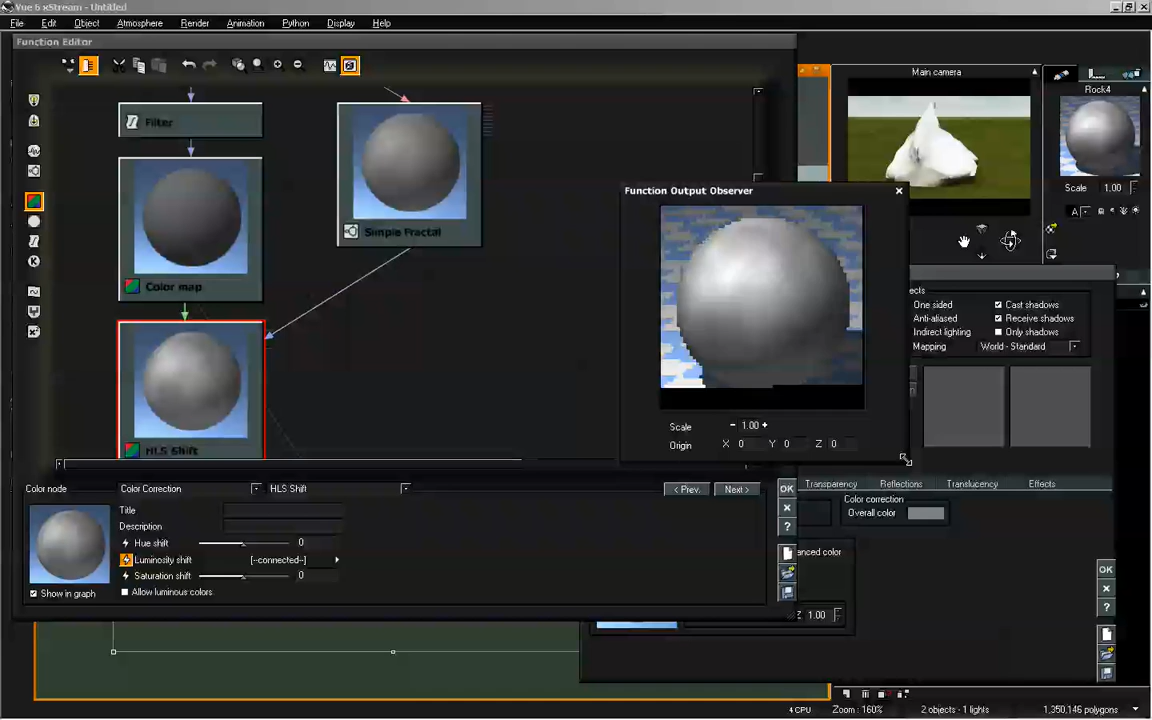 Vue 6 xStream - Untitled
File Edit Object Atmosphere Render Animation Python Display Help
Function Editor
Main camera
Rock4
Scale 1.00
Filter
Color map
Simple Fractal
HLS Shift
Function Output Observer
Scale - 1.00 +
Origin X 0 Y 0 Z 0
ects
One sided Cast shadows
Anti-aliased Receive shadows
Indirect lighting Only shadows
Mapping World - Standard
Color node Color Correction HLS Shift < Prev. Next > OK
Title
Description
Hue shift 0
Luminosity shift [--connected--]
Saturation shift 0
Show in graph Allow luminous colors
?
Transparency Reflections Translucency Effects
Color correction
Overall color
anced color
Z 1.00
OK
?
4 CPU Zoom : 160% 2 objects - 1 lights 1,350,146 polygons